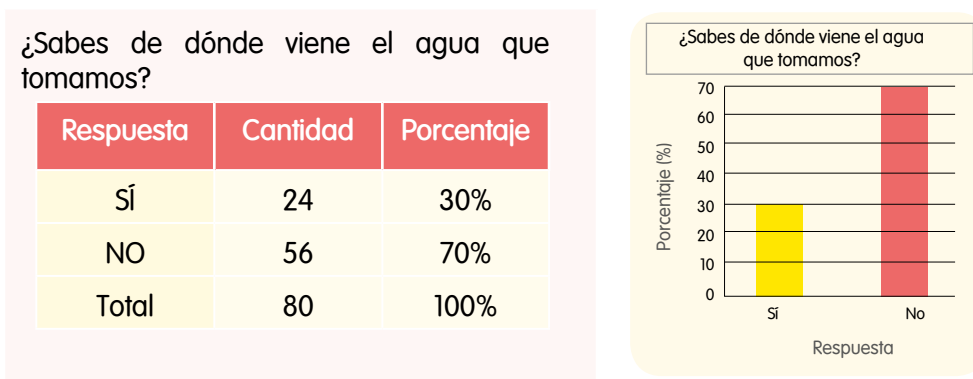 ¿Sabes de dónde viene el agua que
tomamos?
Respuesta Cantidad Porcentaje
SÍ 24 30%
NO 56 70%
Total 80 100%
¿Sabes de dónde viene el agua
que tomamos?
Porcentaje (%)
70
60
50
40
30
20
10
0
Sí No
Respuesta